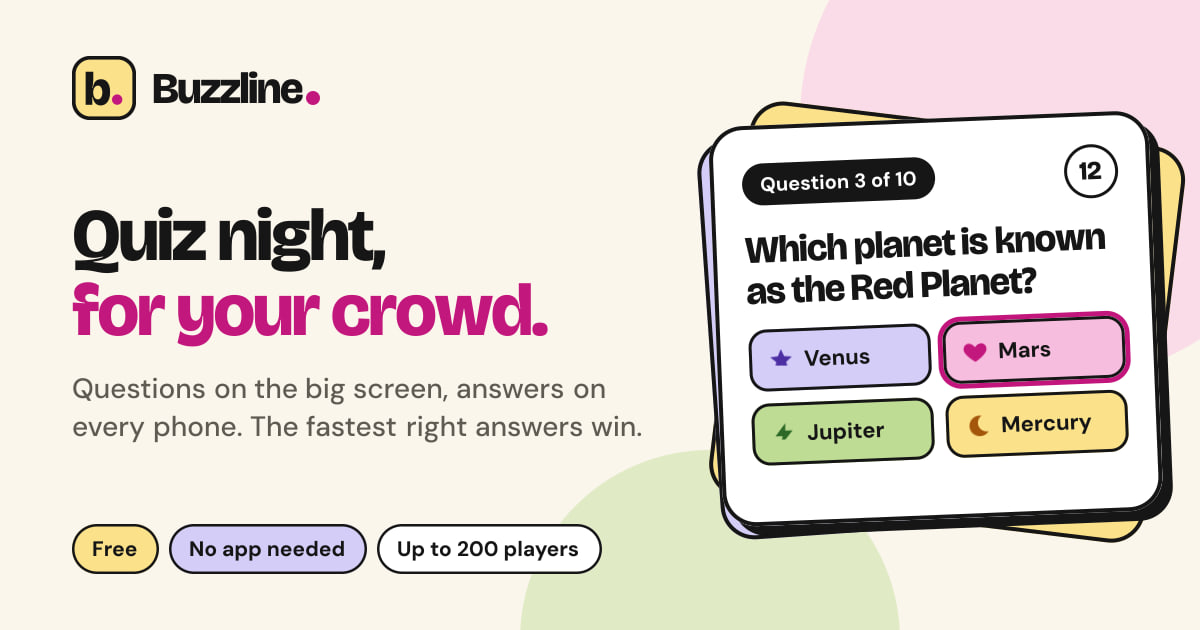 b.
Buzzline.
Quiz night,
for your crowd.
Questions on the big screen, answers on
every phone. The fastest right answers win.
Free
No app needed
Up to 200 players
Question 3 of 10
12
Which planet is known
as the Red Planet?
Venus
Mars
Jupiter
Mercury